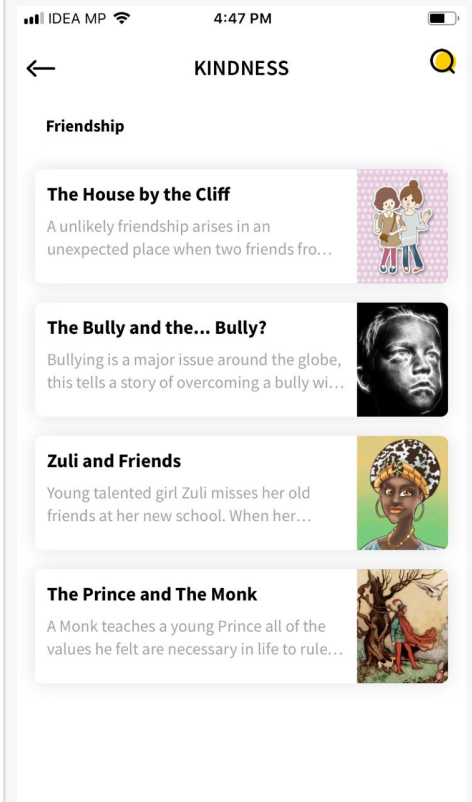 IDEA MP 4:47 PM
KINDNESS
Friendship
The House by the Cliff
A unlikely friendship arises in an
unexpected place when two friends fro...
The Bully and the... Bully?
Bullying is a major issue around the globe,
this tells a story of overcoming a bully wi...
Zuli and Friends
Young talented girl Zuli misses her old
friends at her new school. When her...
The Prince and The Monk
A Monk teaches a young Prince all of the
values he felt are necessary in life to rule...